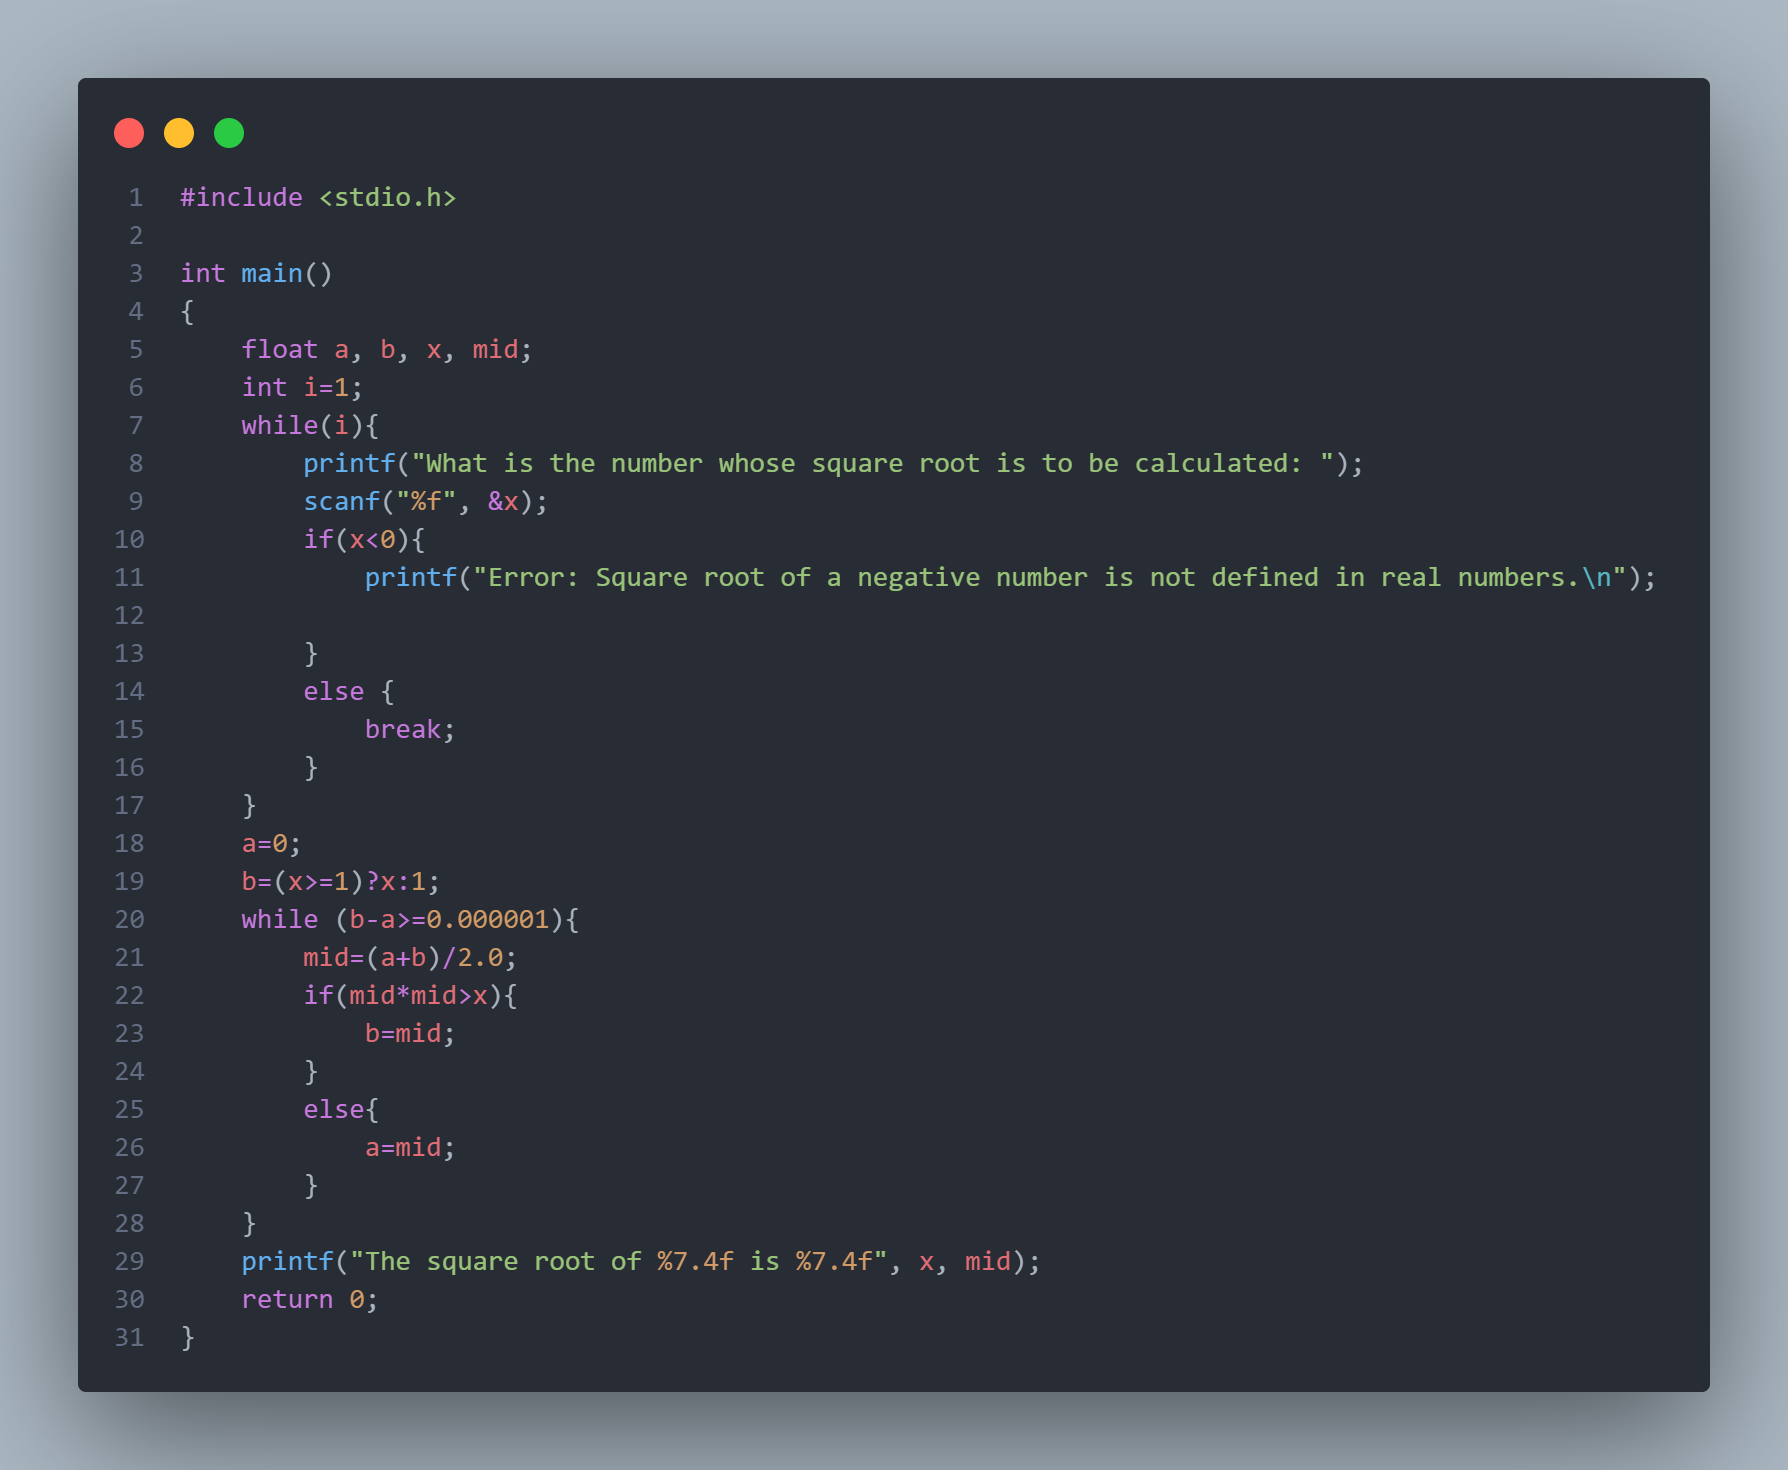 1 #include <stdio.h>
2
3 int main()
4 {
5     float a, b, x, mid;
6     int i=1;
7     while(i){
8         printf("What is the number whose square root is to be calculated: ");
9         scanf("%f", &x);
10         if(x<0){
11             printf("Error: Square root of a negative number is not defined in real numbers.\n");
12
13         }
14         else {
15             break;
16         }
17     }
18     a=0;
19     b=(x>=1)?x:1;
20     while (b-a>=0.000001){
21         mid=(a+b)/2.0;
22         if(mid*mid>x){
23             b=mid;
24         }
25         else{
26             a=mid;
27         }
28     }
29     printf("The square root of %7.4f is %7.4f", x, mid);
30     return 0;
31 }